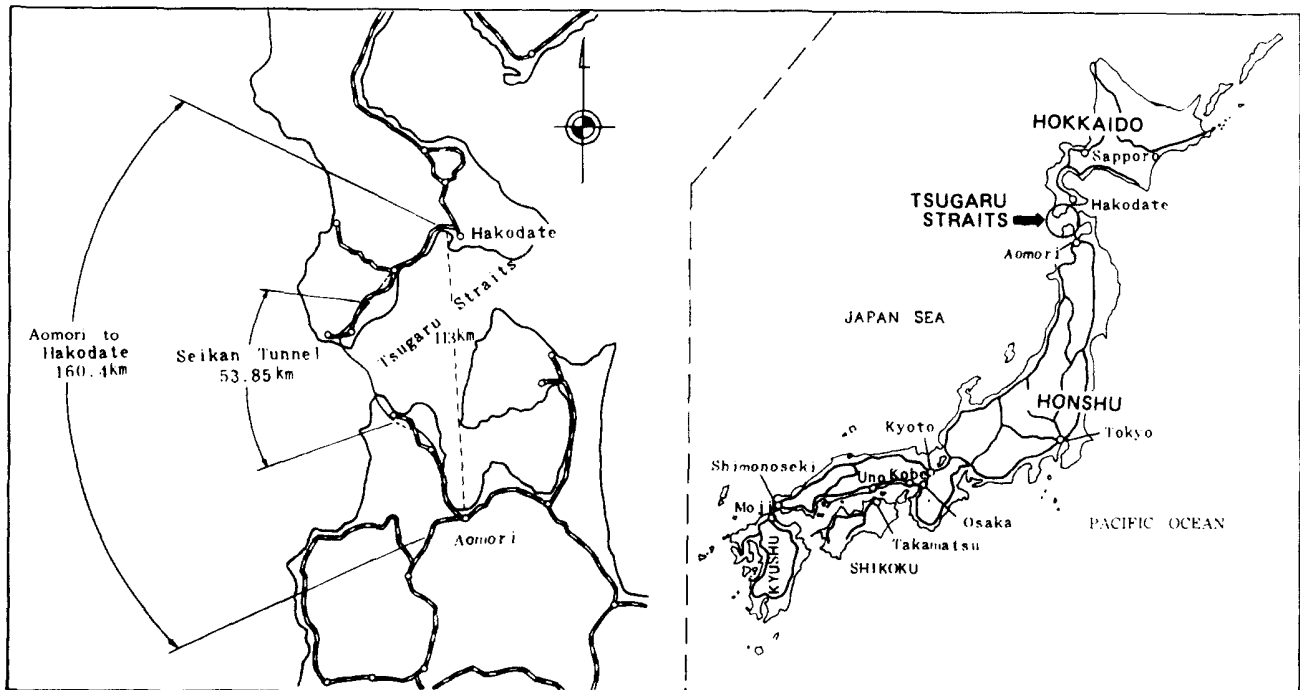 Hakodate
Tsugaru Straits
113km
Aomori to
Hakodate
160.4km
Seikan Tunnel
53.85km
Aomori
HOKKAIDO
Sapporo
TSUGARU
STRAITS
Hakodate
Aomori
JAPAN SEA
HONSHU
Kyoto
Tokyo
Shimonoseki
Uno
Kobe
Moji
Osaka
PACIFIC OCEAN
Takamatsu
SHIKOKU
KYUSHU